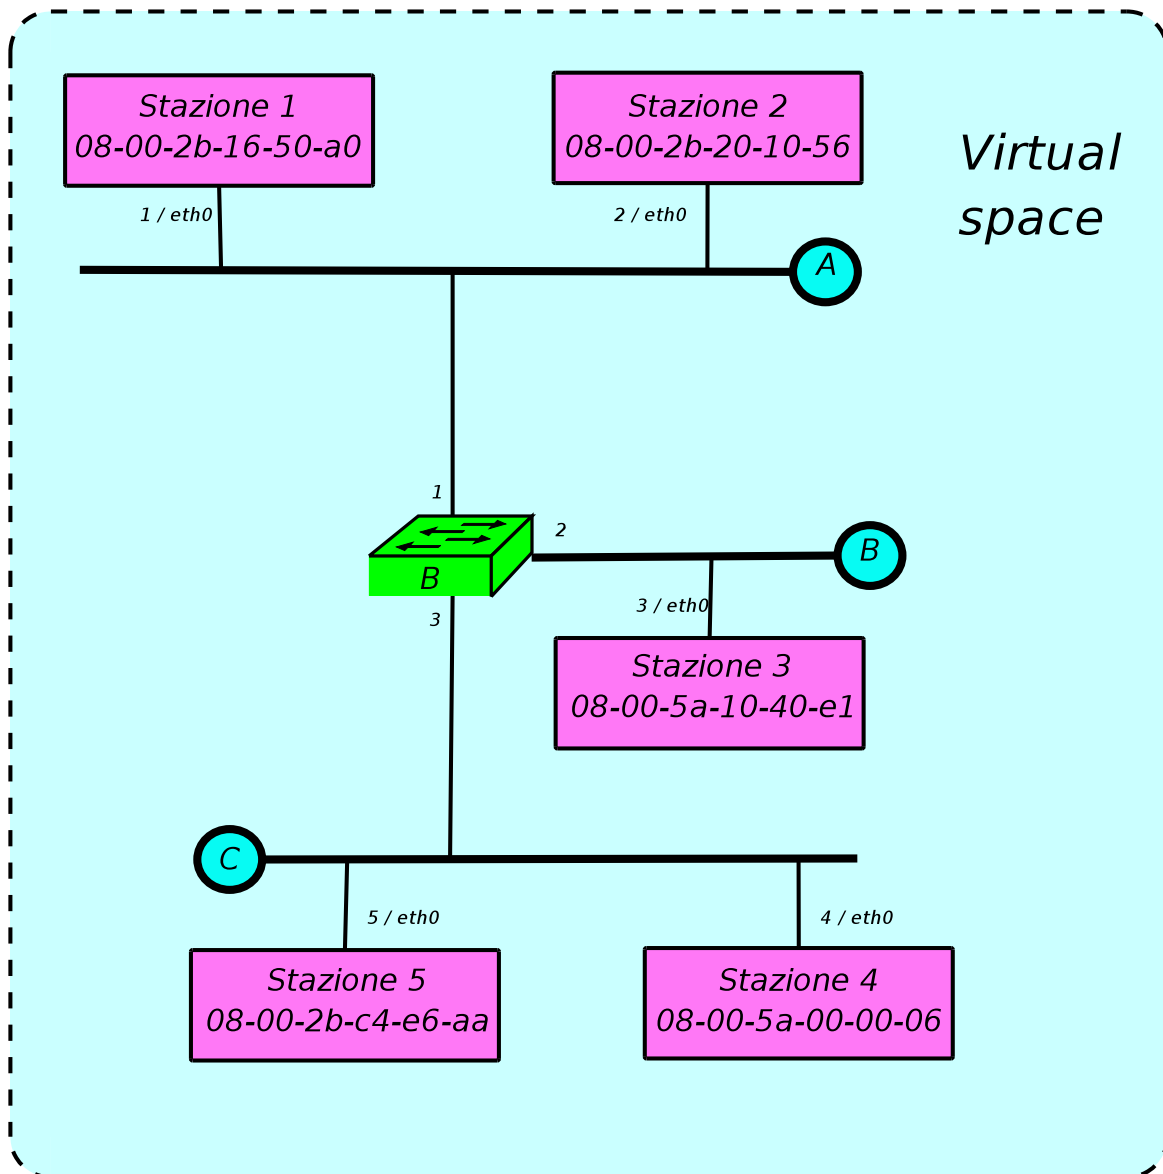 Stazione 1
08-00-2b-16-50-a0
Stazione 2
08-00-2b-20-10-56
Virtual
space
1 / eth0
2 / eth0
A
1
2
B
B
3
3 / eth0
Stazione 3
08-00-5a-10-40-e1
C
5 / eth0
4 / eth0
Stazione 5
08-00-2b-c4-e6-aa
Stazione 4
08-00-5a-00-00-06